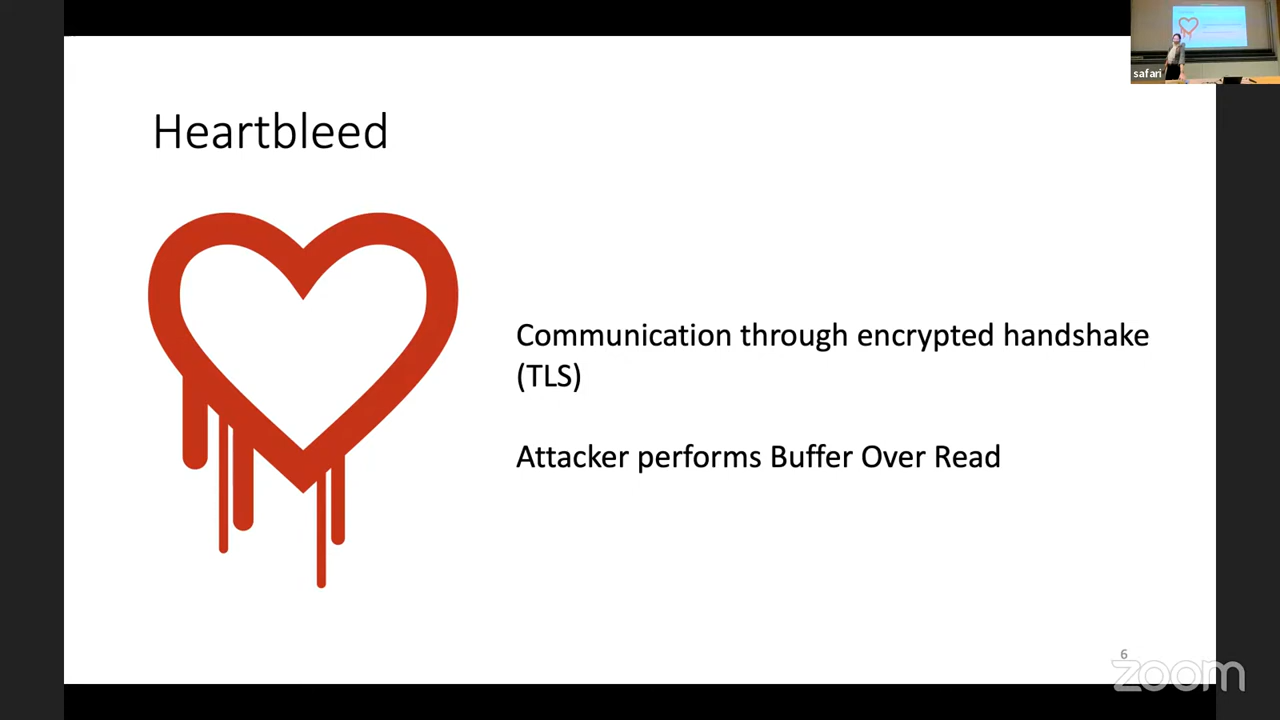 safari
Heartbleed
Communication through encrypted handshake
(TLS)
Attacker performs Buffer Over Read
6
zoom